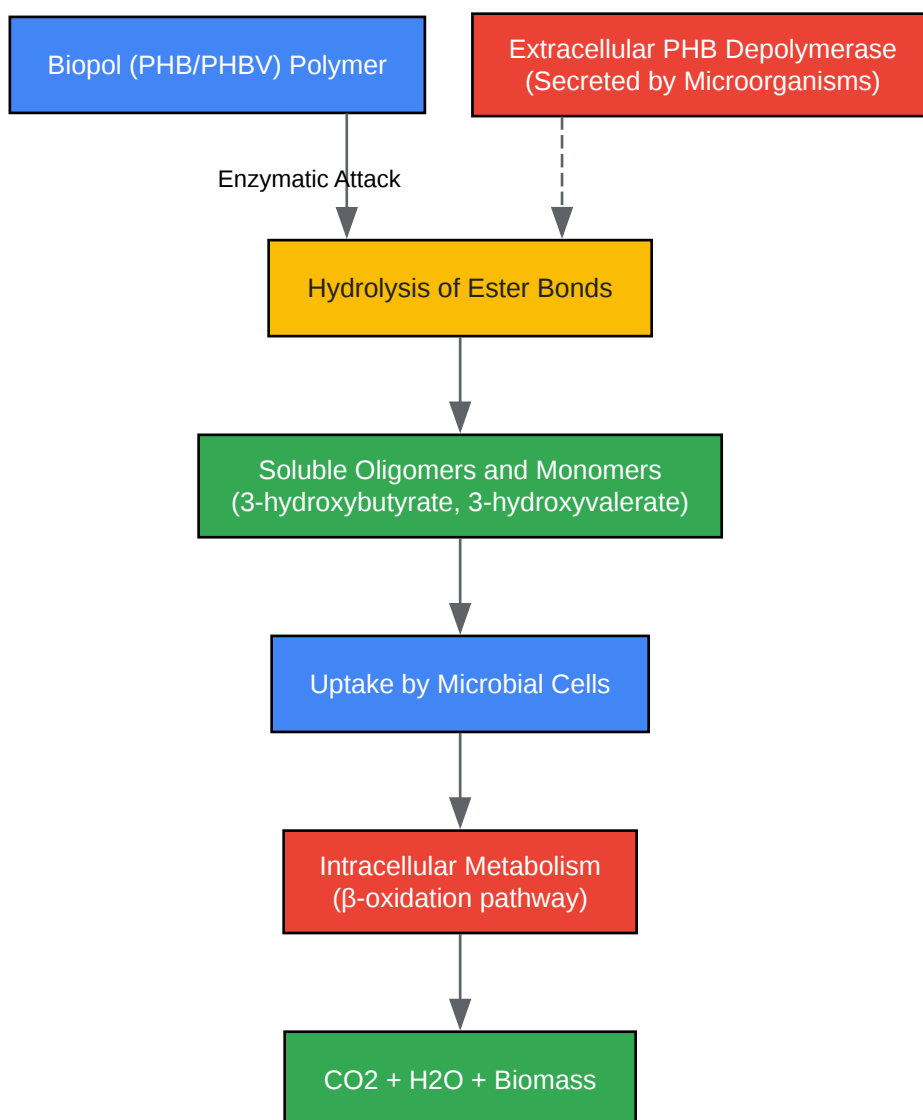 Biopol (PHB/PHBV) Polymer
Extracellular PHB Depolymerase
(Secreted by Microorganisms)
Enzymatic Attack
Hydrolysis of Ester Bonds
Soluble Oligomers and Monomers
(3-hydroxybutyrate, 3-hydroxyvalerate)
Uptake by Microbial Cells
Intracellular Metabolism
(β-oxidation pathway)
CO2 + H2O + Biomass